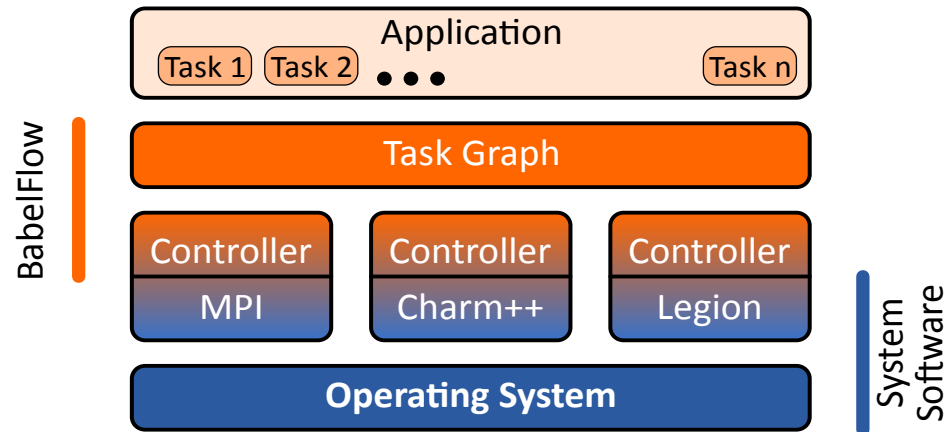 Application
Task 1 Task 2 ●●● Task n
BabelFlow
Task Graph
Controller Controller Controller
MPI Charm++ Legion
System
Software
Operating System